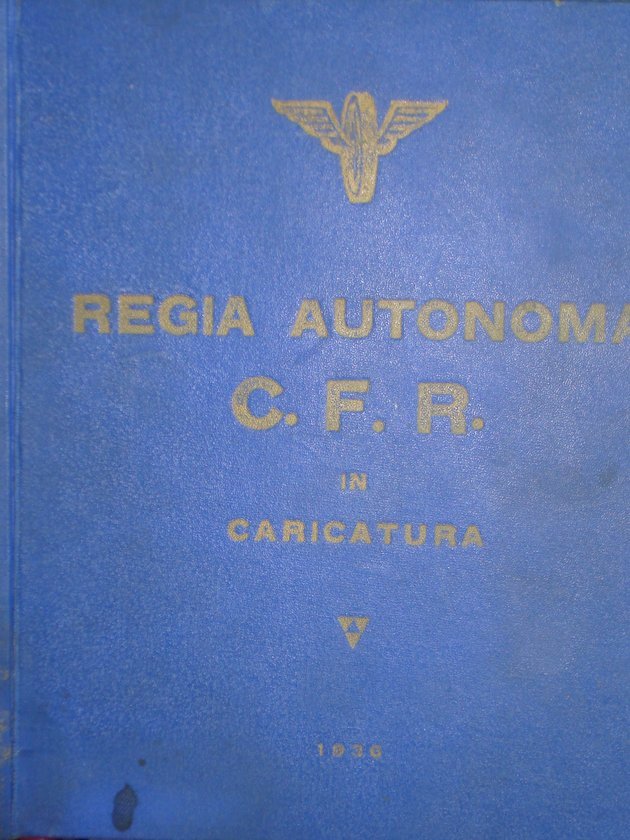 REGIA AUTONOMA
C. F. R.
IN
CARICATURA
1936